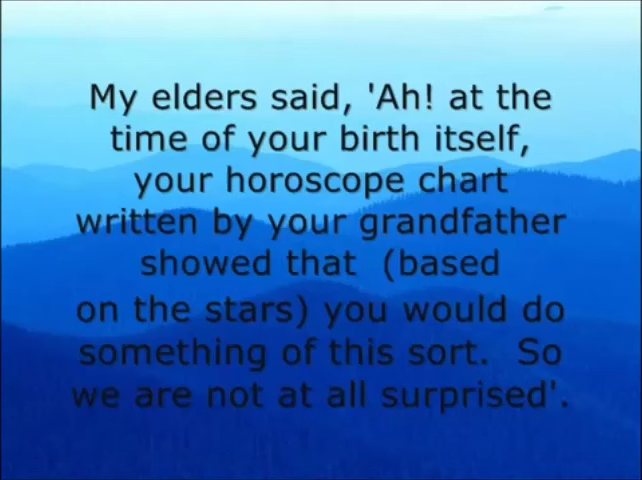 My elders said, 'Ah! at the
time of your birth itself,
your horoscope chart
written by your grandfather
showed that (based
on the stars) you would do
something of this sort. So
we are not at all surprised'.